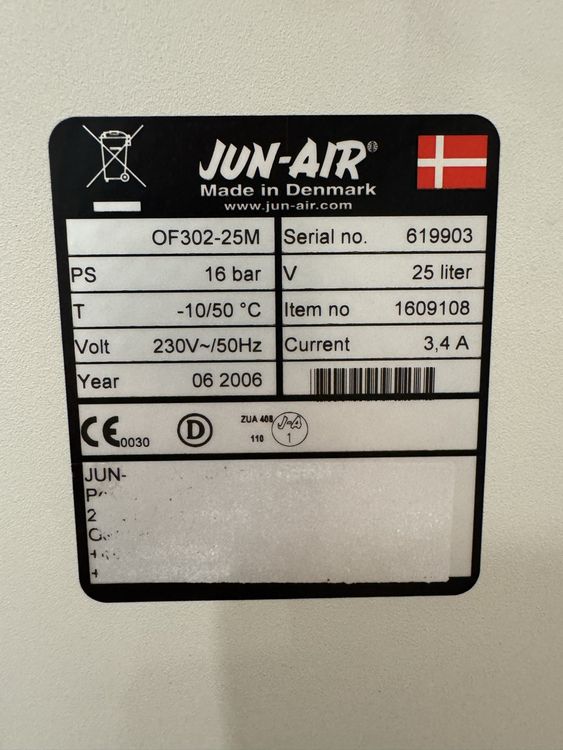 JUN-AIR®
Made in Denmark
www.jun-air.com
OF302-25M Serial no. 619903
PS 16 bar V 25 liter
T -10/50 °C Item no 1609108
Volt 230V~/50Hz Current 3,4 A
Year 06 2006
CE0030 D ZUA 408 110 J-A 1
JUN-
2